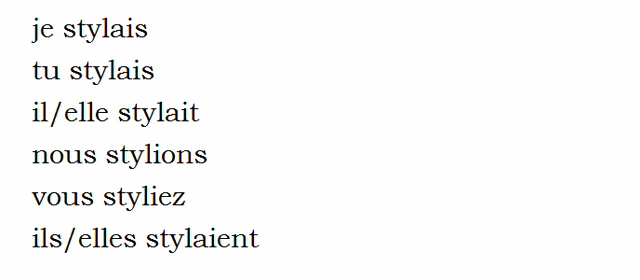 je stylais
tu stylais
il/elle stylait
nous stylions
vous styliez
ils/elles stylaient